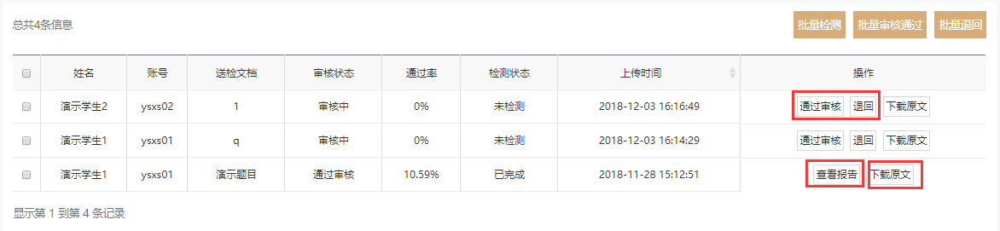 总共4条信息 批量检测 批量审核通过 批量退回
姓名 账号 送检文档 审核状态 通过率 检测状态 上传时间 操作
演示学生2 ysxs02 1 审核中 0% 未检测 2018-12-03 16:16:49 通过审核 退回 下载原文
演示学生1 ysxs01 q 审核中 0% 未检测 2018-12-03 16:14:29 通过审核 退回 下载原文
演示学生1 ysxs01 演示题目 通过审核 10.59% 已完成 2018-11-28 15:12:51 查看报告 下载原文
显示第 1 到第 4 条记录